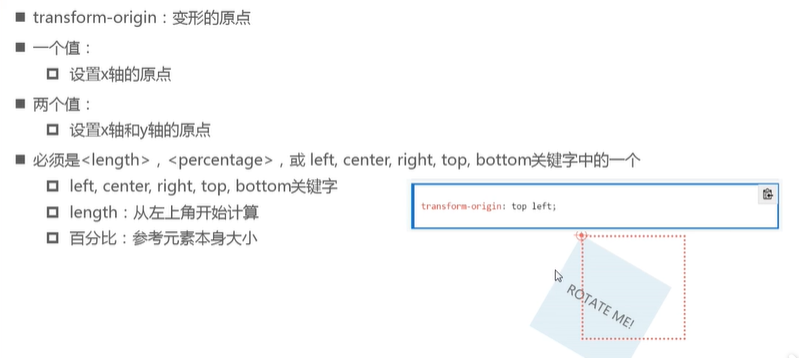 transform-origin：变形的原点
一个值：
设置x轴的原点
两个值：
设置x轴和y轴的原点
必须是<length>，<percentage>，或 left, center, right, top, bottom关键字中的一个
left, center, right, top, bottom关键字
length：从左上角开始计算
百分比：参考元素本身大小
transform-origin: top left;
ROTATE ME!